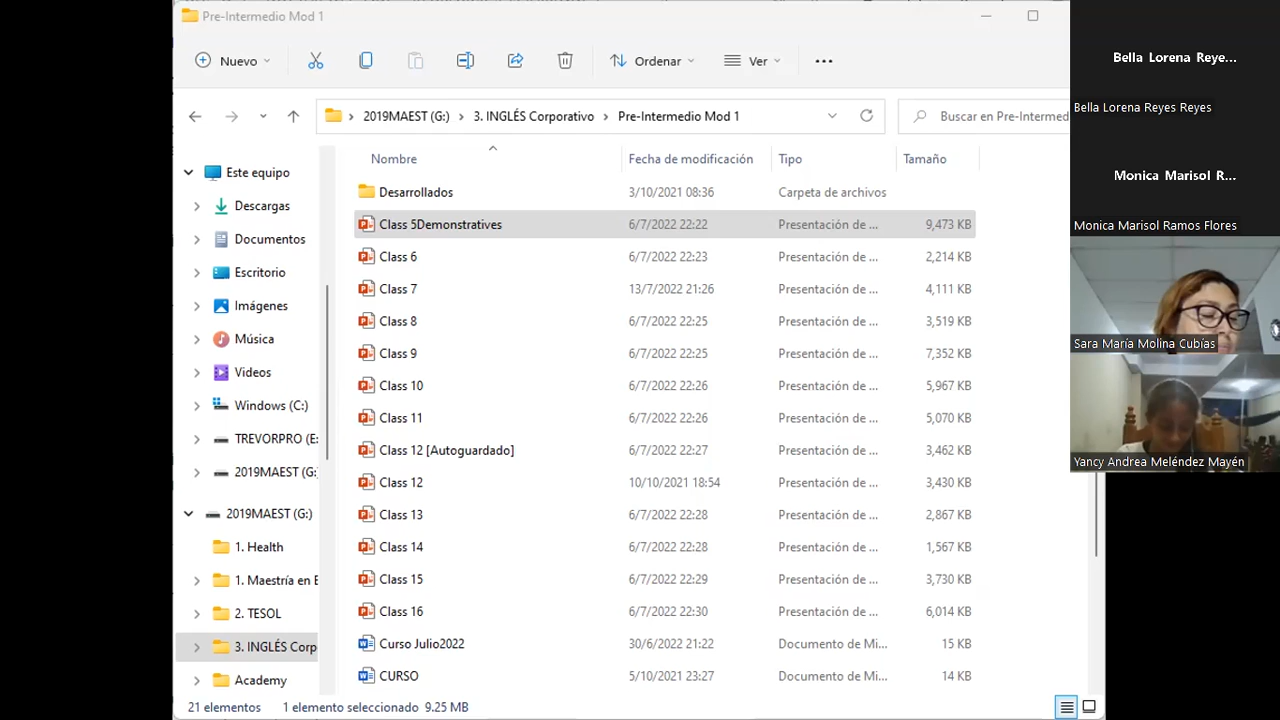 Pre-Intermedio Mod 1
Nuevo
Ordenar
Ver
2019MAEST (G:)
3. INGLÉS Corporativo
Pre-Intermedio Mod 1
Buscar en Pre-Intermed
Nombre
Fecha de modificación
Tipo
Tamaño
Este equipo
Descargas
Documentos
Escritorio
Imágenes
Música
Videos
Windows (C:)
TREVORPRO (E:
2019MAEST (G:
2019MAEST (G:)
1. Health
1. Maestría en E
2. TESOL
3. INGLÉS Corp
Academy
Desarrollados 3/10/2021 08:36 Carpeta de archivos
Class 5Demonstratives 6/7/2022 22:22 Presentación de ... 9,473 KB
Class 6 6/7/2022 22:23 Presentación de ... 2,214 KB
Class 7 13/7/2022 21:26 Presentación de ... 4,111 KB
Class 8 6/7/2022 22:25 Presentación de ... 3,519 KB
Class 9 6/7/2022 22:25 Presentación de ... 7,352 KB
Class 10 6/7/2022 22:26 Presentación de ... 5,967 KB
Class 11 6/7/2022 22:26 Presentación de ... 5,070 KB
Class 12 [Autoguardado] 6/7/2022 22:27 Presentación de ... 3,462 KB
Class 12 10/10/2021 18:54 Presentación de ... 3,430 KB
Class 13 6/7/2022 22:28 Presentación de ... 2,867 KB
Class 14 6/7/2022 22:28 Presentación de ... 1,567 KB
Class 15 6/7/2022 22:29 Presentación de ... 3,730 KB
Class 16 6/7/2022 22:30 Presentación de ... 6,014 KB
Curso Julio2022 30/6/2022 21:22 Documento de Mi... 15 KB
CURSO 5/10/2021 23:27 Documento de Mi... 14 KB
21 elementos
1 elemento seleccionado 9.25 MB
Bella Lorena Reye...
Bella Lorena Reyes Reyes
Monica Marisol R...
Monica Marisol Ramos Flores
Sara María Molina Cubías
Yancy Andrea Meléndez Mayén